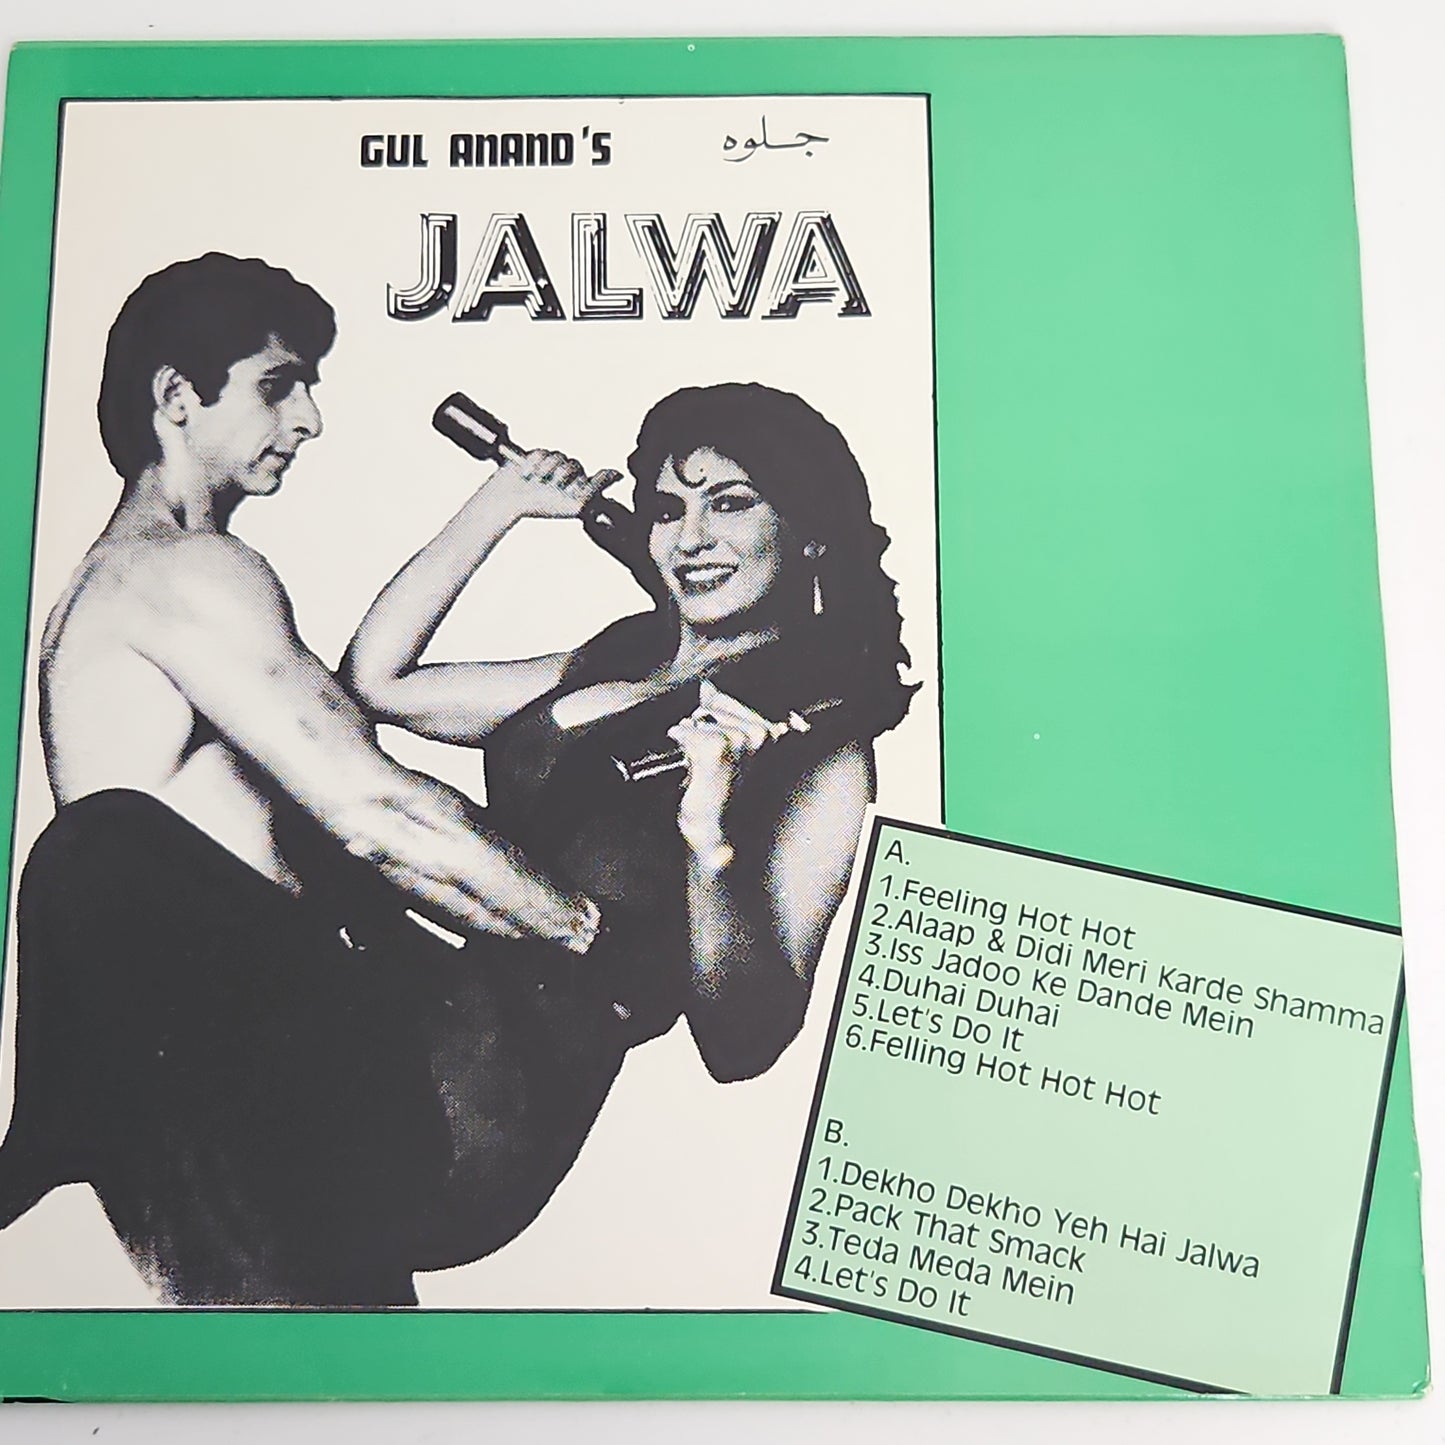 GUL ANAND'S
جلوه
JALWA
A.
1.Feeling Hot Hot
2.Alaap & Didi Meri Karde Shamma
3.Iss Jadoo Ke Dande Mein
4.Duhai Duhai
5.Let's Do It
6.Felling Hot Hot Hot
B.
1.Dekho Dekho Yeh Hai Jalwa
2.Pack That Smack
3.Teda Meda Mein
4.Let's Do It